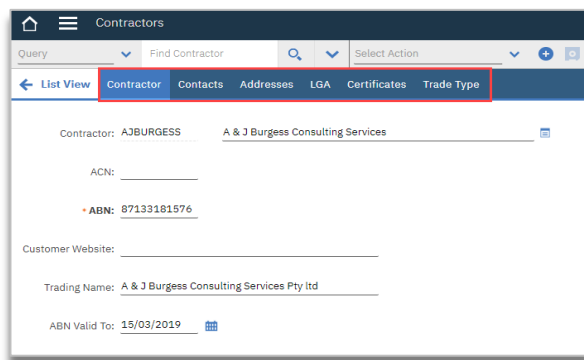 Contractors
Query Find Contractor Select Action
List View Contractor Contacts Addresses LGA Certificates Trade Type
Contractor: AJBURGESS A & J Burgess Consulting Services
ACN:
* ABN: 87133181576
Customer Website:
Trading Name: A & J Burgess Consulting Services Pty ltd
ABN Valid To: 15/03/2019